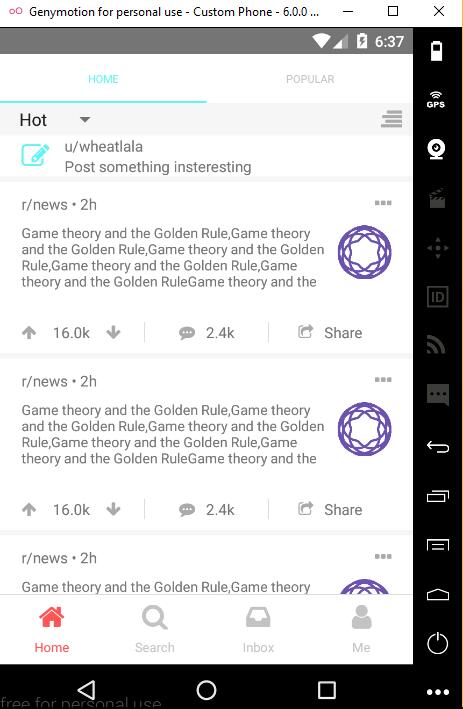 Genymotion for personal use - Custom Phone - 6.0.0 ...
6:37
HOME
POPULAR
GPS
Hot
u/wheatlala
Post something insteresting
r/news • 2h
Game theory and the Golden Rule,Game theory
and the Golden Rule,Game theory and the Golden
Rule,Game theory and the Golden Rule,Game
theory and the Golden RuleGame theory and the
16.0k
2.4k
Share
ID
r/news • 2h
Game theory and the Golden Rule,Game theory
and the Golden Rule,Game theory and the Golden
Rule,Game theory and the Golden Rule,Game
theory and the Golden RuleGame theory and the
16.0k
2.4k
Share
r/news • 2h
Game theory and the Golden Rule,Game theory
Home
Search
Inbox
Me
free for personal use